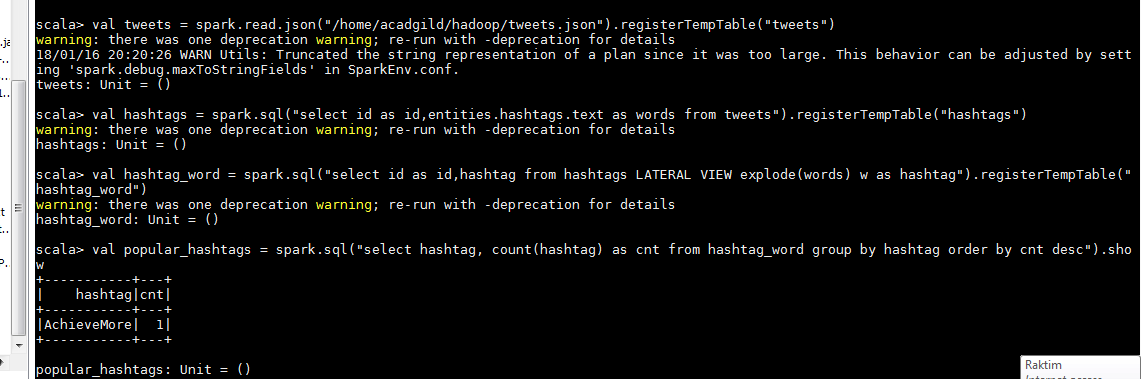 scala> val tweets = spark.read.json("/home/acadgild/hadoop/tweets.json").registerTempTable("tweets")
warning: there was one deprecation warning; re-run with -deprecation for details
18/01/16 20:20:26 WARN Utils: Truncated the string representation of a plan since it was too large. This behavior can be adjusted by sett
ing 'spark.debug.maxToStringFields' in SparkEnv.conf.
tweets: Unit = ()
scala> val hashtags = spark.sql("select id as id,entities.hashtags.text as words from tweets").registerTempTable("hashtags")
warning: there was one deprecation warning; re-run with -deprecation for details
hashtags: Unit = ()
scala> val hashtag_word = spark.sql("select id as id,hashtag from hashtags LATERAL VIEW explode(words) w as hashtag").registerTempTable("
hashtag_word")
warning: there was one deprecation warning; re-run with -deprecation for details
hashtag_word: Unit = ()
scala> val popular_hashtags = spark.sql("select hashtag, count(hashtag) as cnt from hashtag_word group by hashtag order by cnt desc").sho
w
+-----------+---+
|    hashtag|cnt|
+-----------+---+
|AchieveMore|  1|
+-----------+---+
popular_hashtags: Unit = ()
Raktim